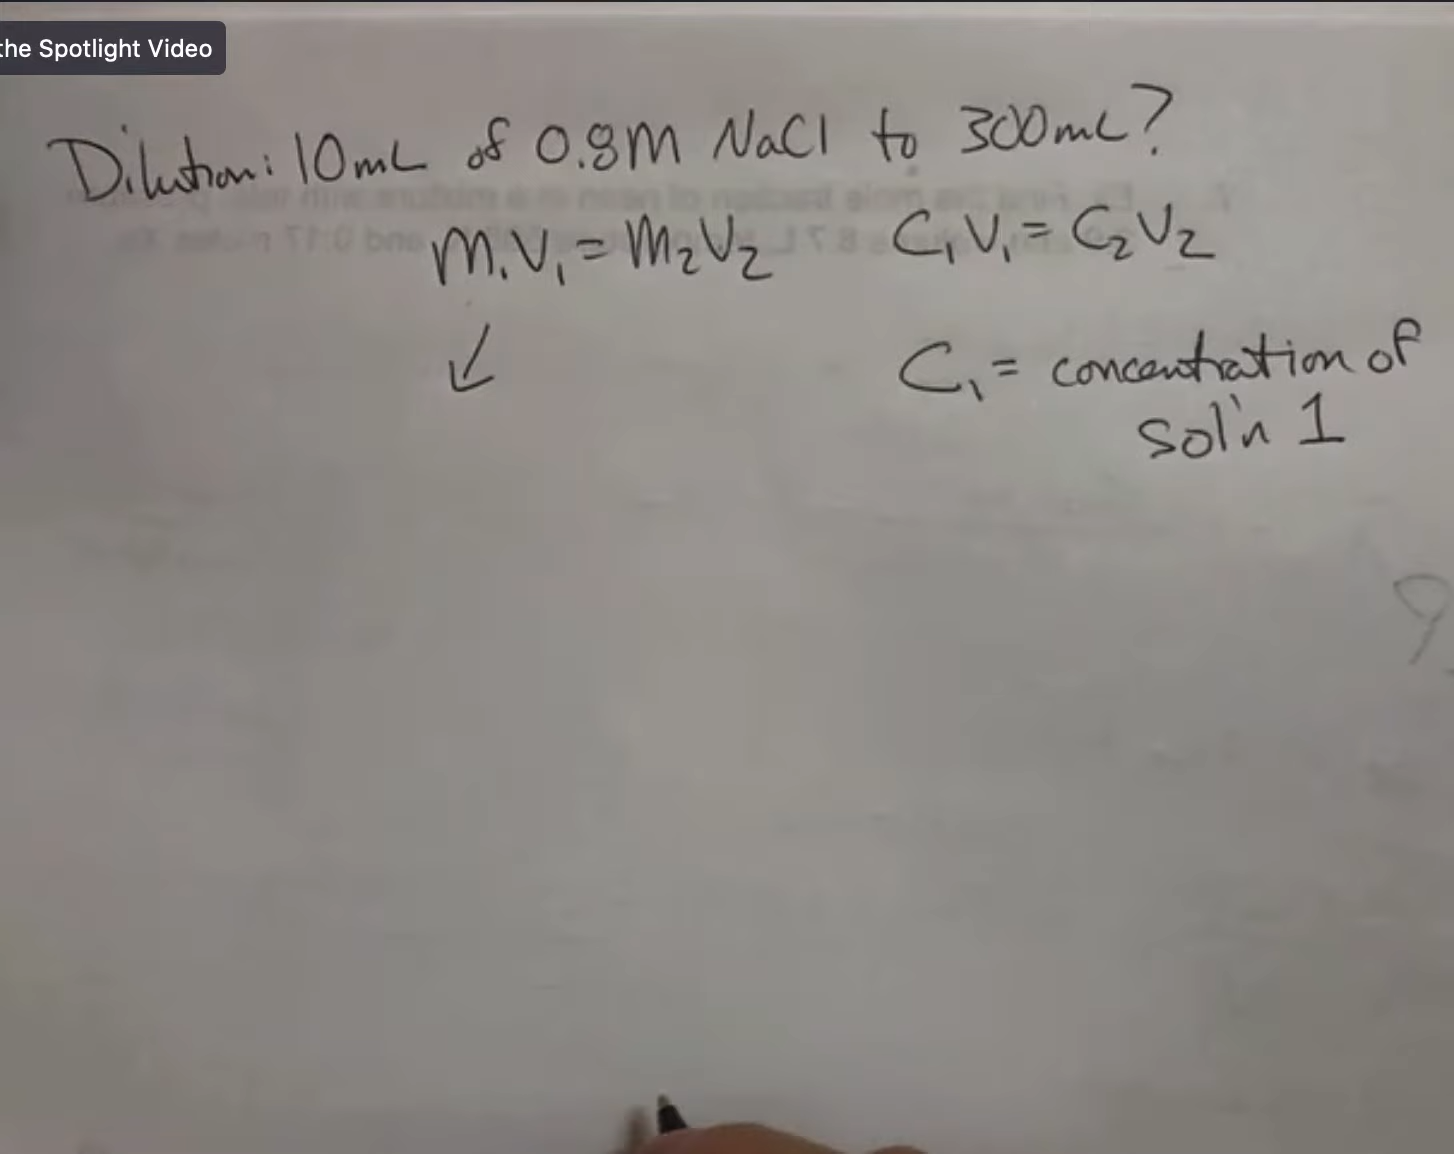 the Spotlight Video
Dilution: 10mL of 0.8M NaCl to 300mL?
M₁V₁ = M₂V₂ C₁V₁ = C₂V₂
C₁ = concentration of
sol'n 1